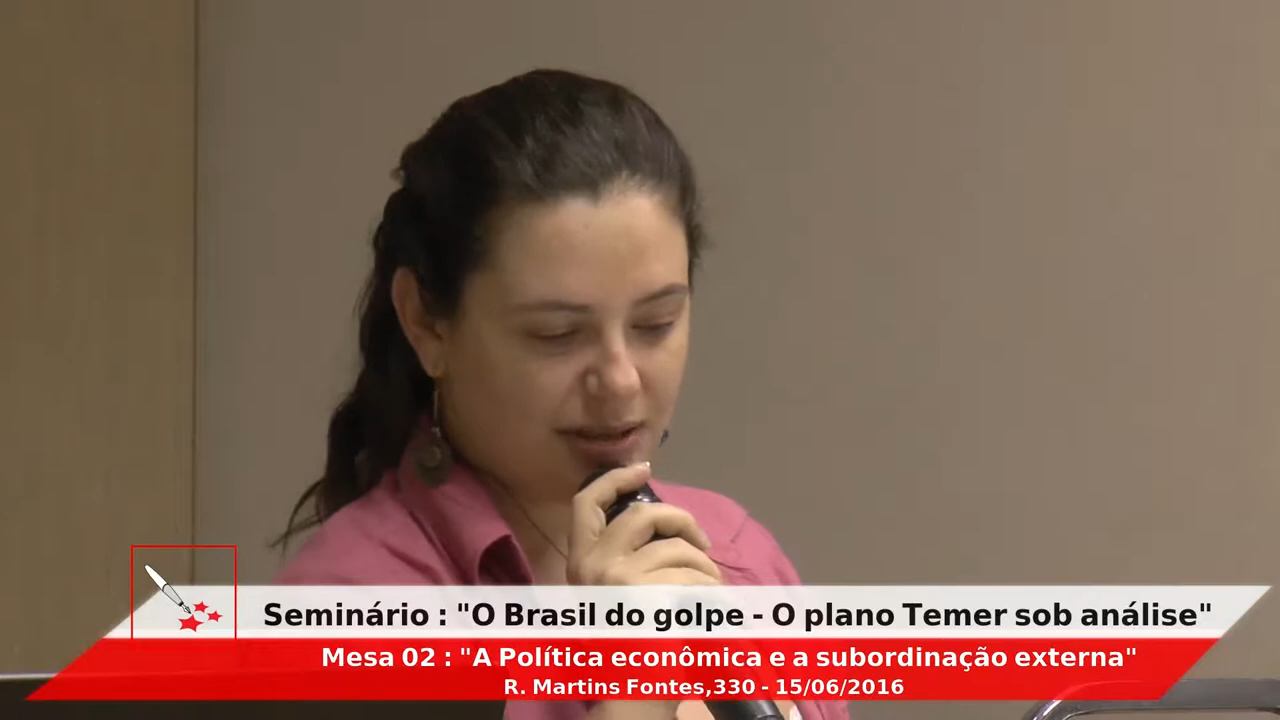 Seminário : "O Brasil do golpe - O plano Temer sob análise"
Mesa 02 : "A Política econômica e a subordinação externa"
R. Martins Fontes,330 - 15/06/2016